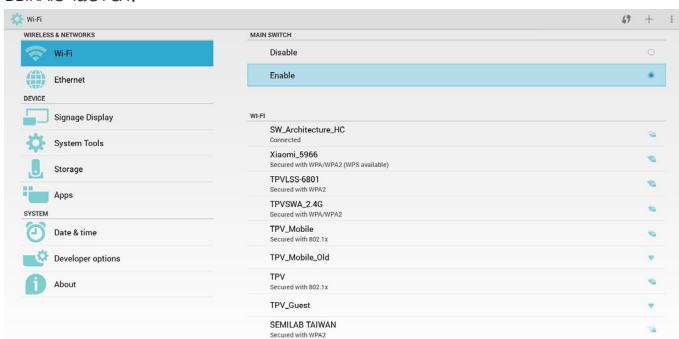 Wi-Fi
WIRELESS & NETWORKS
Wi-Fi
Ethernet
DEVICE
Signage Display
System Tools
Storage
Apps
SYSTEM
Date & time
Developer options
About
MAIN SWITCH
Disable
Enable
WI-FI
SW_Architecture_HC
Connected
Xiaomi_5966
Secured with WPA/WPA2 (WPS available)
TPVLSS-6801
Secured with WPA2
TPVSWA_2.4G
Secured with WPA/WPA2
TPV_Mobile
Secured with 802.1x
TPV_Mobile_Old
TPV
Secured with 802.1x
TPV_Guest
SEMILAB TAIWAN
Secured with WPA2